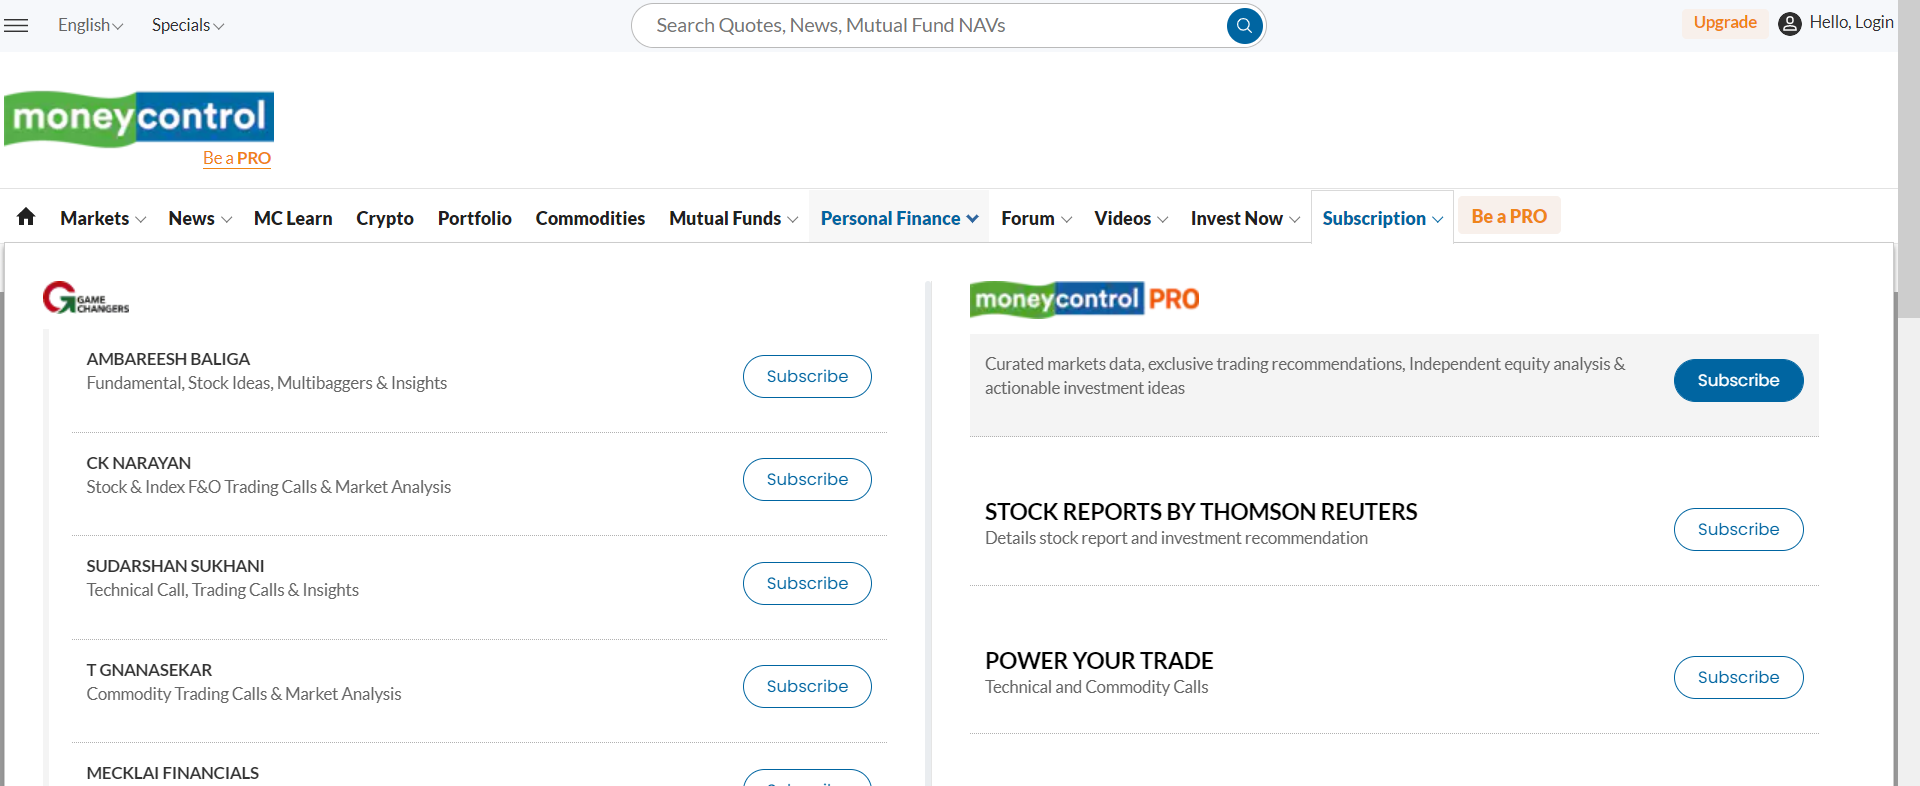 English
Specials
Search Quotes, News, Mutual Fund NAVs
Upgrade
Hello, Login
moneycontrol
Be a PRO
Markets
News
MC Learn
Crypto
Portfolio
Commodities
Mutual Funds
Personal Finance
Forum
Videos
Invest Now
Subscription
Be a PRO
GAME
CHANGERS
AMBAREESH BALIGA
Fundamental, Stock Ideas, Multibaggers & Insights
Subscribe
CK NARAYAN
Stock & Index F&O Trading Calls & Market Analysis
Subscribe
SUDARSHAN SUKHANI
Technical Call, Trading Calls & Insights
Subscribe
T GNANASEKAR
Commodity Trading Calls & Market Analysis
Subscribe
MECKLAI FINANCIALS
moneycontrol PRO
Curated markets data, exclusive trading recommendations, Independent equity analysis &
actionable investment ideas
Subscribe
STOCK REPORTS BY THOMSON REUTERS
Details stock report and investment recommendation
Subscribe
POWER YOUR TRADE
Technical and Commodity Calls
Subscribe